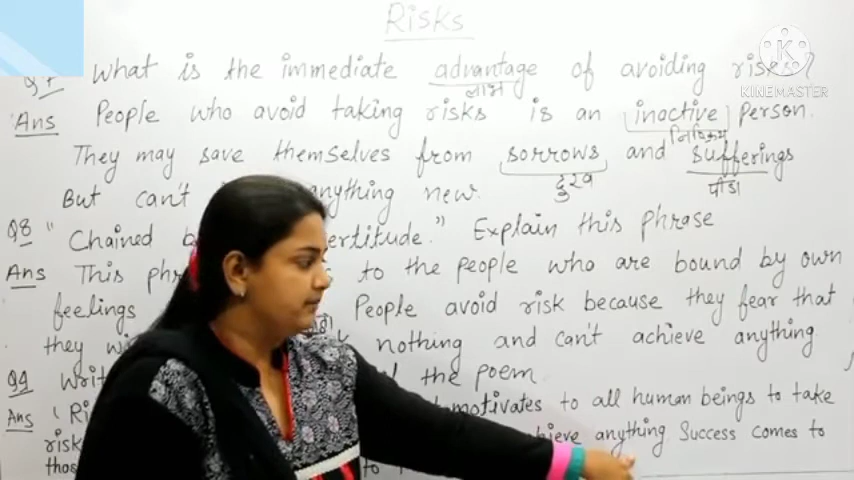 Risks
Q7 What is the immediate advantage of avoiding risks?
लाभ
KINEMASTER
Ans People who avoid taking risks is an inactive person.
निष्क्रिय
They may save themselves from sorrows and sufferings
दुःख पीडा
But can't anything new.
Q8 "Chained b ertitude." Explain this phrase
Ans This phr to the people who are bound by own
feelings People avoid risk because they fear that
they nothing and can't achieve anything
Q9 Writ the poem.
Ans motivates to all human beings to take
risk anything Success comes to
thos to